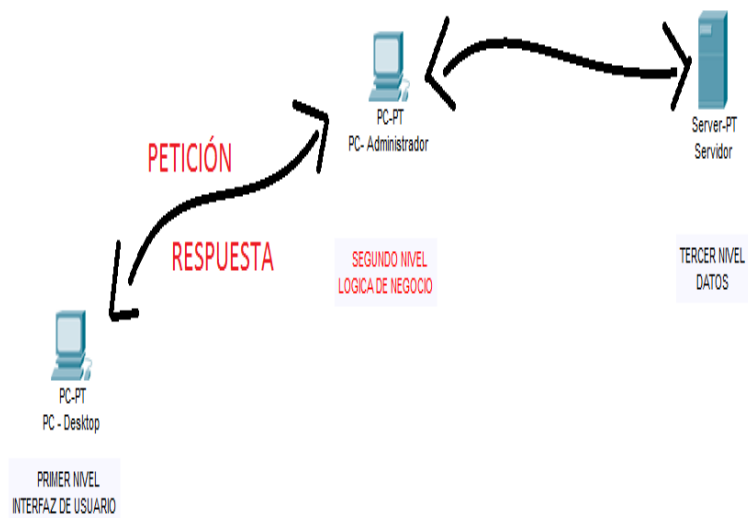 PC-PT
PC- Administrador
Server-PT
Servidor
PETICIÓN
RESPUESTA
SEGUNDO NIVEL
LOGICA DE NEGOCIO
TERCER NIVEL
DATOS
PC-PT
PC - Desktop
PRIMER NIVEL
INTERFAZ DE USUARIO